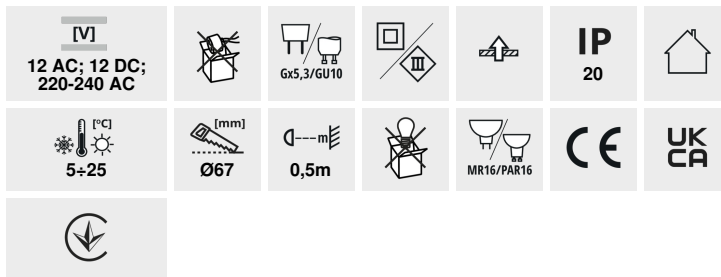 [V]
12 AC; 12 DC;
220-240 AC
Gx5,3/GU10
III
IP
20
[°C]
5÷25
[mm]
Ø67
m
0,5m
MR16/PAR16
CE
UK
CA